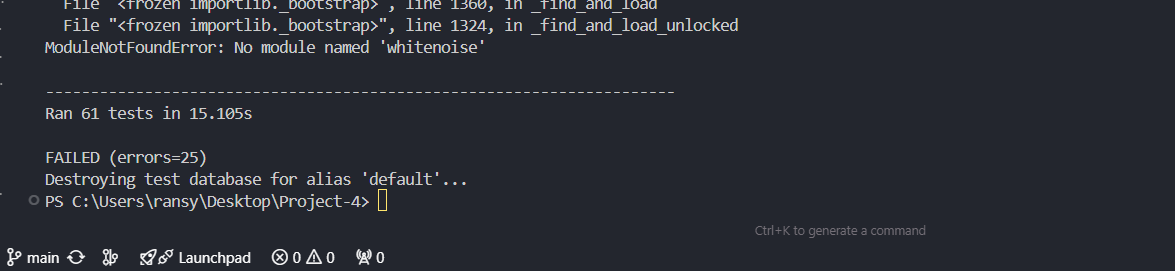 File "<frozen importlib._bootstrap>", line 1360, in _find_and_load
File "<frozen importlib._bootstrap>", line 1324, in _find_and_load_unlocked
ModuleNotFoundError: No module named 'whitenoise'
----------------------------------------------------------------------
Ran 61 tests in 15.105s
FAILED (errors=25)
Destroying test database for alias 'default'...
PS C:\Users\ransy\Desktop\Project-4>
Ctrl+K to generate a command
main Launchpad 0 0 0